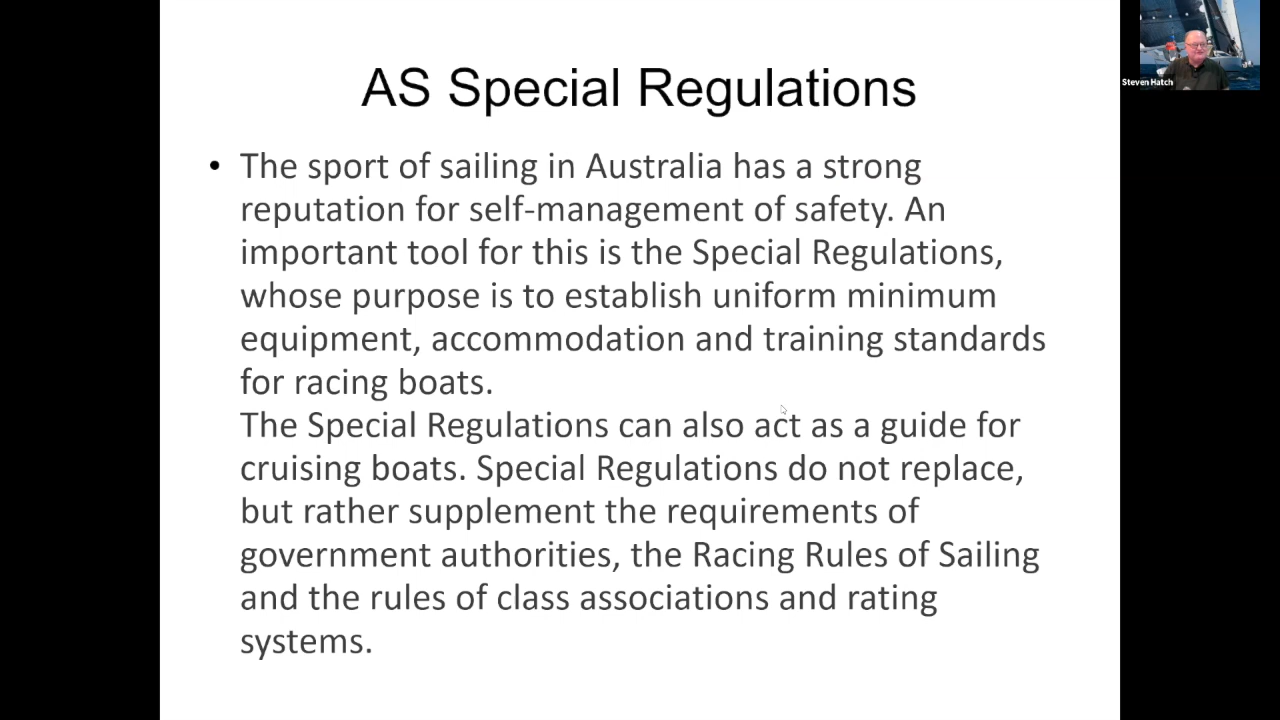 AS Special Regulations
• The sport of sailing in Australia has a strong
reputation for self-management of safety. An
important tool for this is the Special Regulations,
whose purpose is to establish uniform minimum
equipment, accommodation and training standards
for racing boats.
The Special Regulations can also act as a guide for
cruising boats. Special Regulations do not replace,
but rather supplement the requirements of
government authorities, the Racing Rules of Sailing
and the rules of class associations and rating
systems.
Steven Hatch